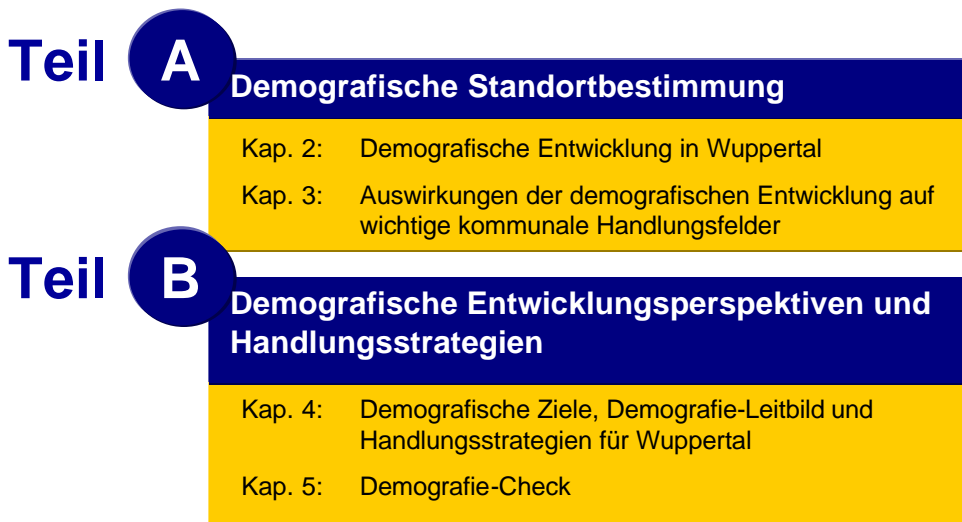 Teil A
Demografische Standortbestimmung
Kap. 2: Demografische Entwicklung in Wuppertal
Kap. 3: Auswirkungen der demografischen Entwicklung auf
wichtige kommunale Handlungsfelder
Teil B
Demografische Entwicklungsperspektiven und
Handlungsstrategien
Kap. 4: Demografische Ziele, Demografie-Leitbild und
Handlungsstrategien für Wuppertal
Kap. 5: Demografie-Check